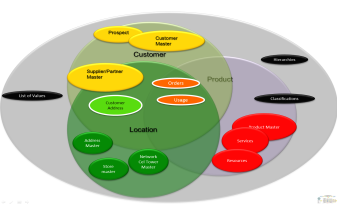 Prospect
Customer
Master
Customer
Supplier/Partner
Master
Product
Orders
Hierarchies
List of Values
Customer
Address
Usage
Classifications
Location
Product Master
Address
Master
Services
Network
Cell Tower
Master
Store
master
Resources